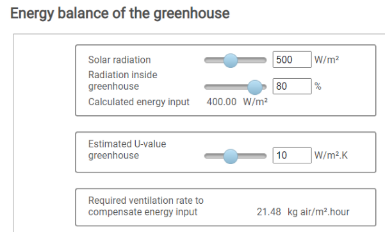 Energy balance of the greenhouse
Solar radiation 500 W/m²
Radiation inside
greenhouse 80 %
Calculated energy input 400.00 W/m²
Estimated U-value
greenhouse 10 W/m².K
Required ventilation rate to
compensate energy input 21.48 kg air/m².hour